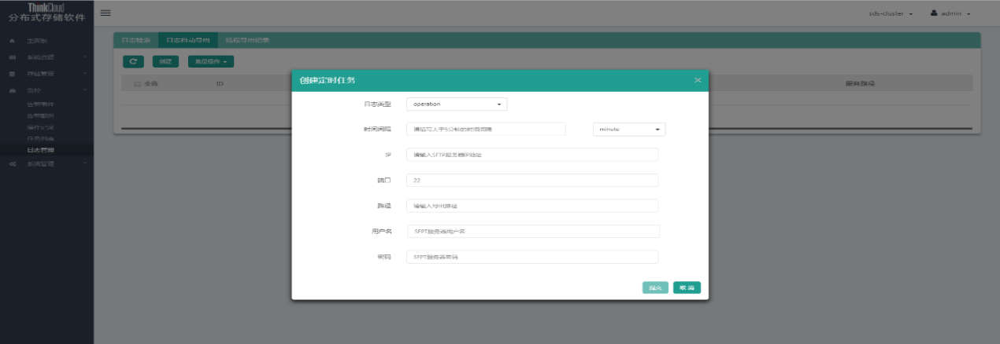 ThinkCloud
分布式存储软件
sds-cluster
admin
主面板
系统资源
存储管理
监控
告警事件
告警期限
操作记录
任务列表
日志管理
系统管理
日志检索 日志自动导出 远程导出记录
创建 批量操作
全选 ID 服务路径
创建定时任务
日志类型 operation
时间间隔 请填写大于5分钟的时间间隔 minute
IP 请输入SFTP服务器IP地址
端口 22
路径 请输入导出路径
用户名 SFPT服务器用户名
密码 SFPT服务器密码
提交 取消